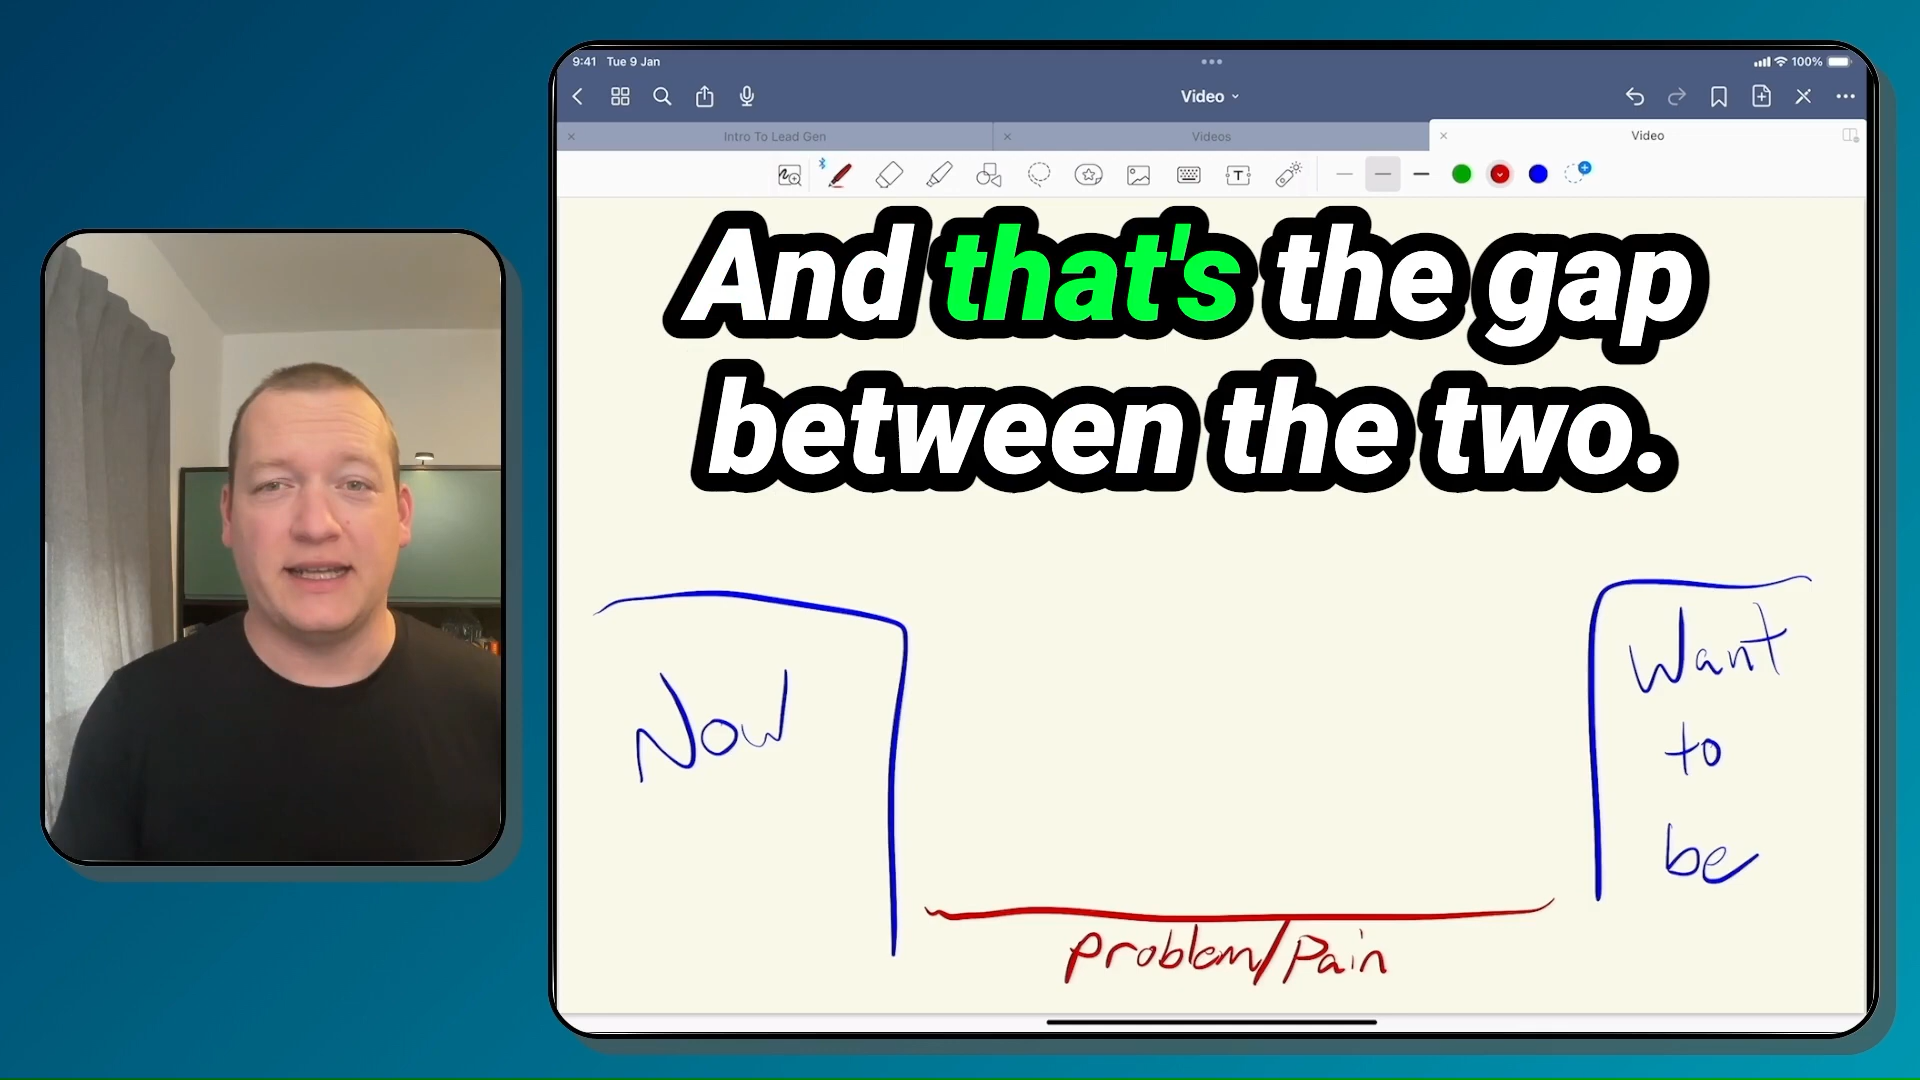 9:41 Tue 9 Jan
100%
Video
Intro To Lead Gen
Videos
Video
T
And that's the gap
between the two.
Now
Want
to
be
Problem/Pain